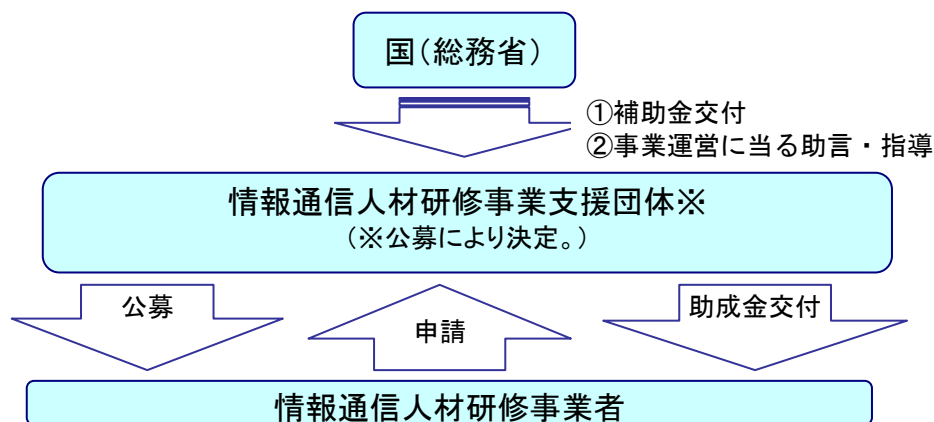 国(総務省)
①補助金交付
②事業運営に当る助言・指導
情報通信人材研修事業支援団体※
(※公募により決定。)
公募
申請
助成金交付
情報通信人材研修事業者